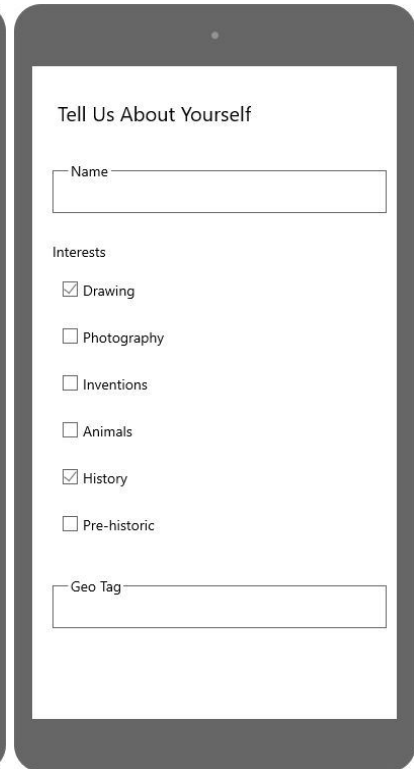 Tell Us About Yourself
Name
Interests
Drawing
Photography
Inventions
Animals
History
Pre-historic
Geo Tag